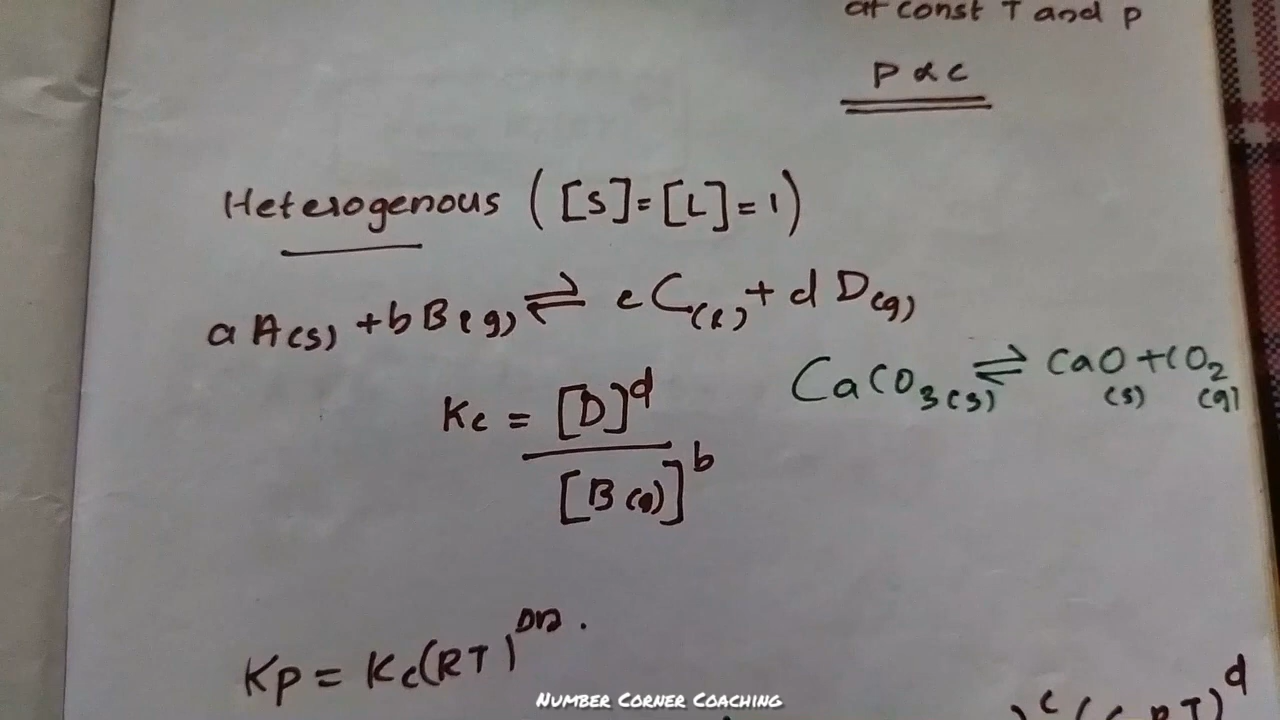 at const T and p
P ∝ c
Heterogenous ([S]=[L]=1)
aA(s) + bB(g) ⇌ cC(l) + dD(g)
CaCO3(s) ⇌ CaO(s) + CO2(g)
Kc = [D]^d / [B(g)]^b
Kp = Kc(RT)^Δn.
)^c (CRT)^d
NUMBER CORNER COACHING